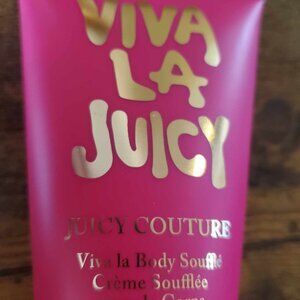 VIVA
LA
JUICY
JUICY COUTURE
Viva la Body Soufflé
Crème Soufflée